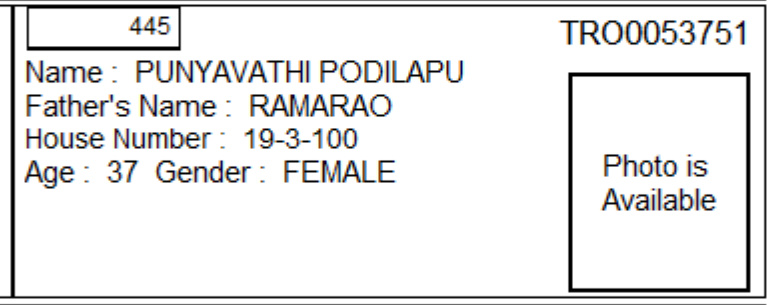 445
TRO0053751
Name : PUNYAVATHI PODILAPU
Father's Name : RAMARAO
House Number : 19-3-100
Age : 37 Gender : FEMALE
Photo is
Available